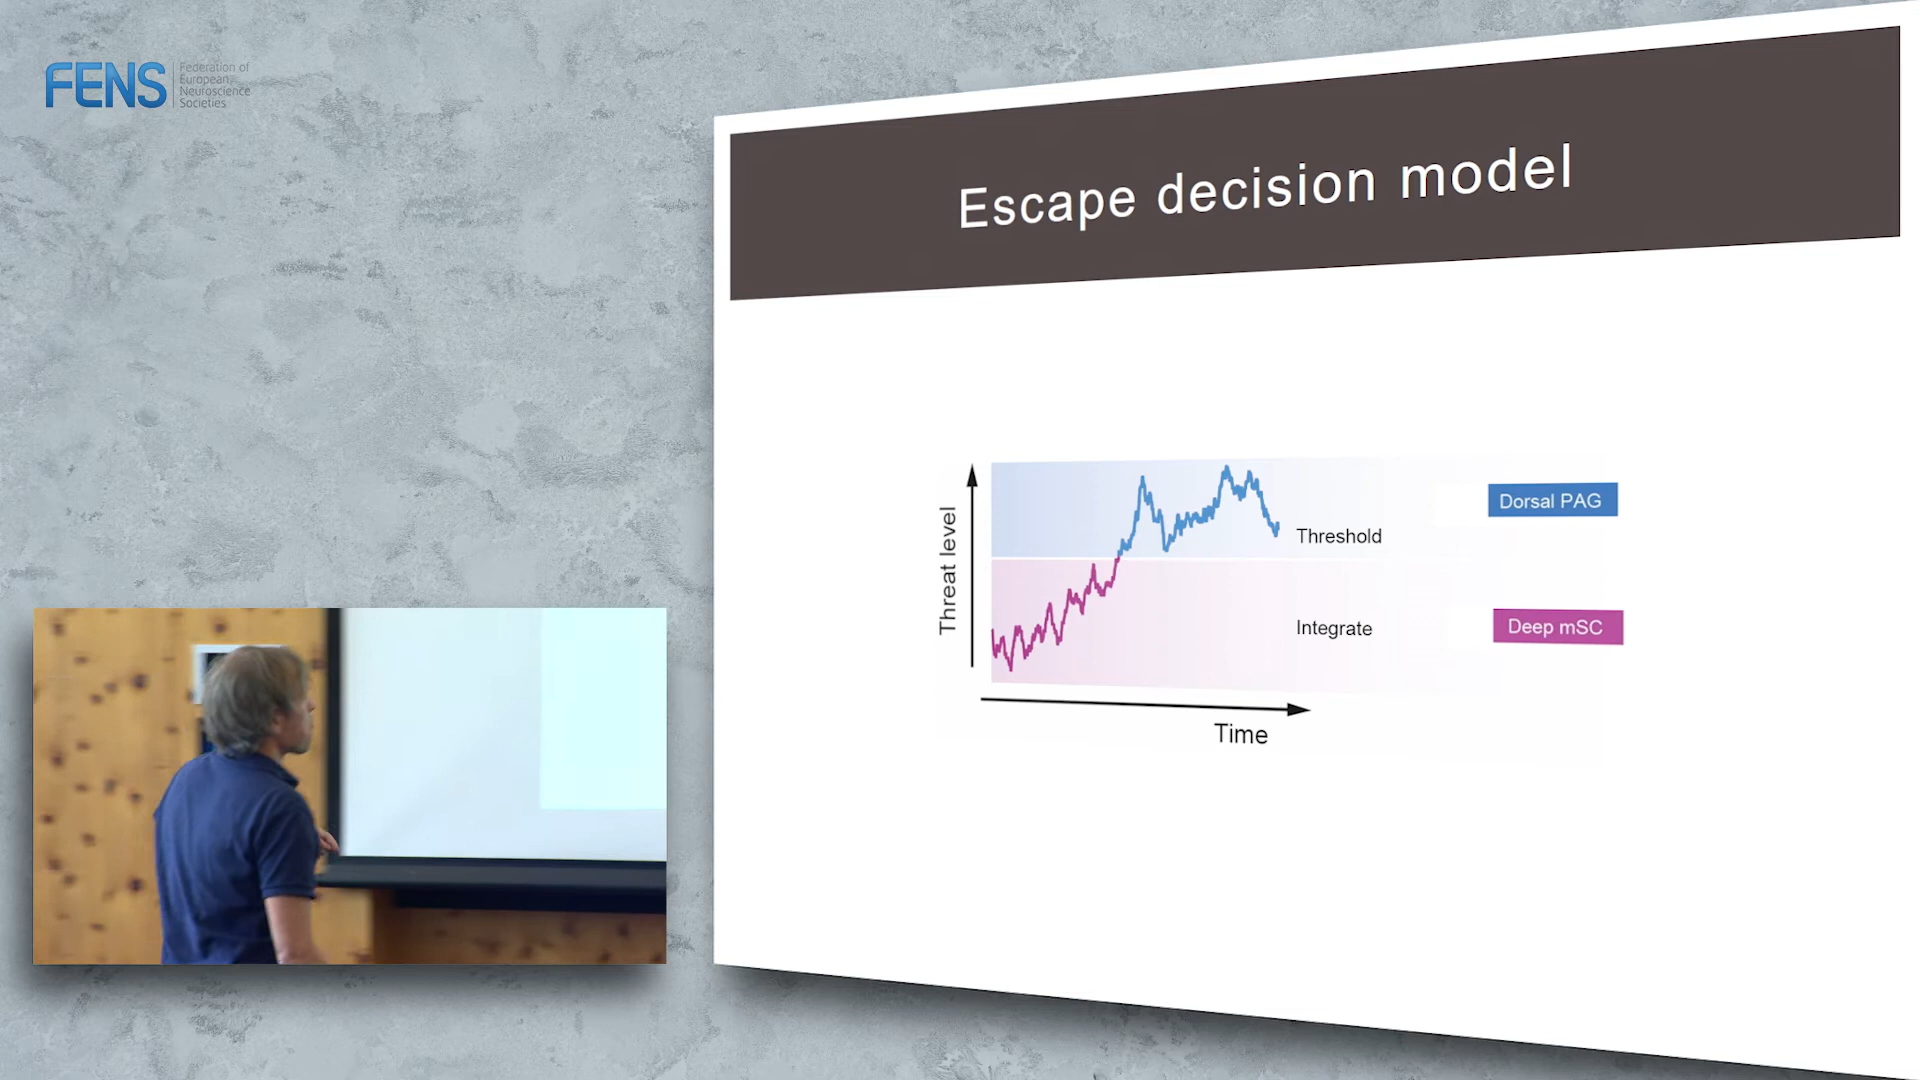 FENS
Federation of
European
Neuroscience
Societies
Escape decision model
Threat level
Threshold
Integrate
Dorsal PAG
Deep mSC
Time